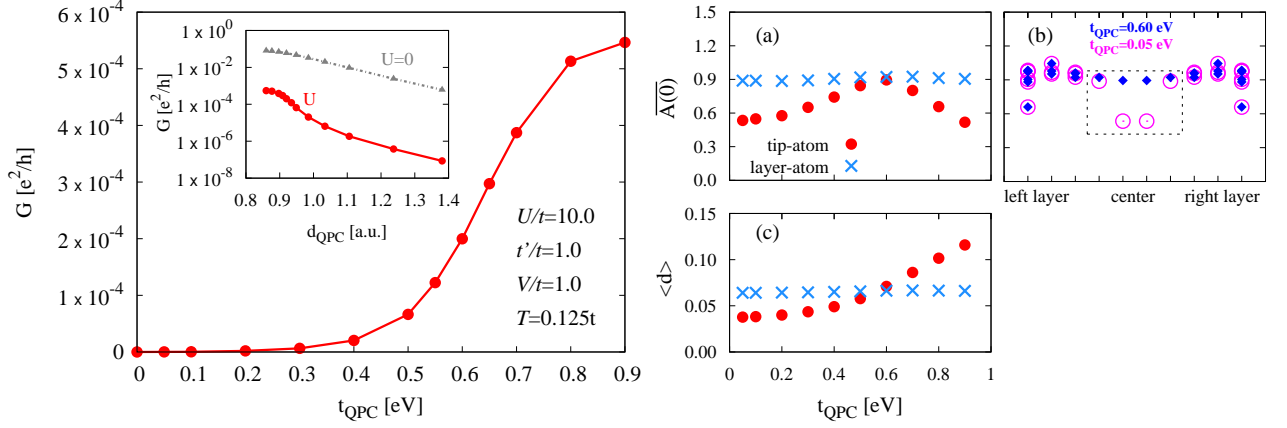 6 x 10⁻⁴
5 x 10⁻⁴
4 x 10⁻⁴
3 x 10⁻⁴
2 x 10⁻⁴
1 x 10⁻⁴
0
G [e²/h]
0 0.1 0.2 0.3 0.4 0.5 0.6 0.7 0.8 0.9
t_QPC [eV]
U/t=10.0
t'/t=1.0
V/t=1.0
T=0.125t
1 x 10⁰
1 x 10⁻²
1 x 10⁻⁴
1 x 10⁻⁶
1 x 10⁻⁸
G [e²/h]
U=0
U
0.8 0.9 1.0 1.1 1.2 1.3 1.4
d_QPC [a.u.]
(a)
1.5
1.2
0.9
0.6
0.3
0.0
A(0)
tip-atom
layer-atom
(b)
t_QPC=0.60 eV
t_QPC=0.05 eV
left layer center right layer
(c)
0.15
0.10
0.05
0.00
<d>
0 0.2 0.4 0.6 0.8 1
t_QPC [eV]